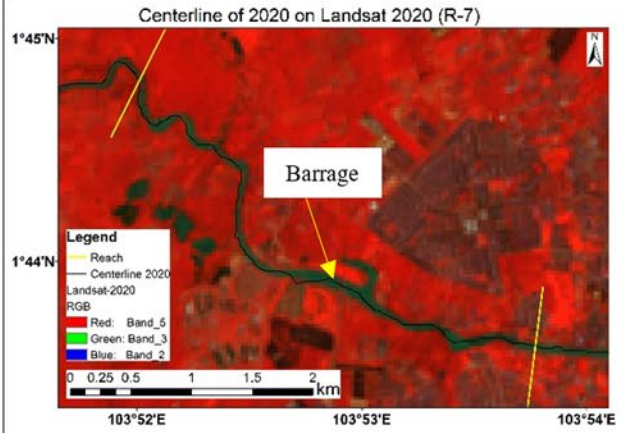 Centerline of 2020 on Landsat 2020 (R-7)
1°45'N
N
Barrage
1°44'N
Legend
Reach
Centerline 2020
Landsat-2020
RGB
Red: Band_5
Green: Band_3
Blue: Band_2
0 0.25 0.5 1 1.5 2
km
103°52'E 103°53'E 103°54'E